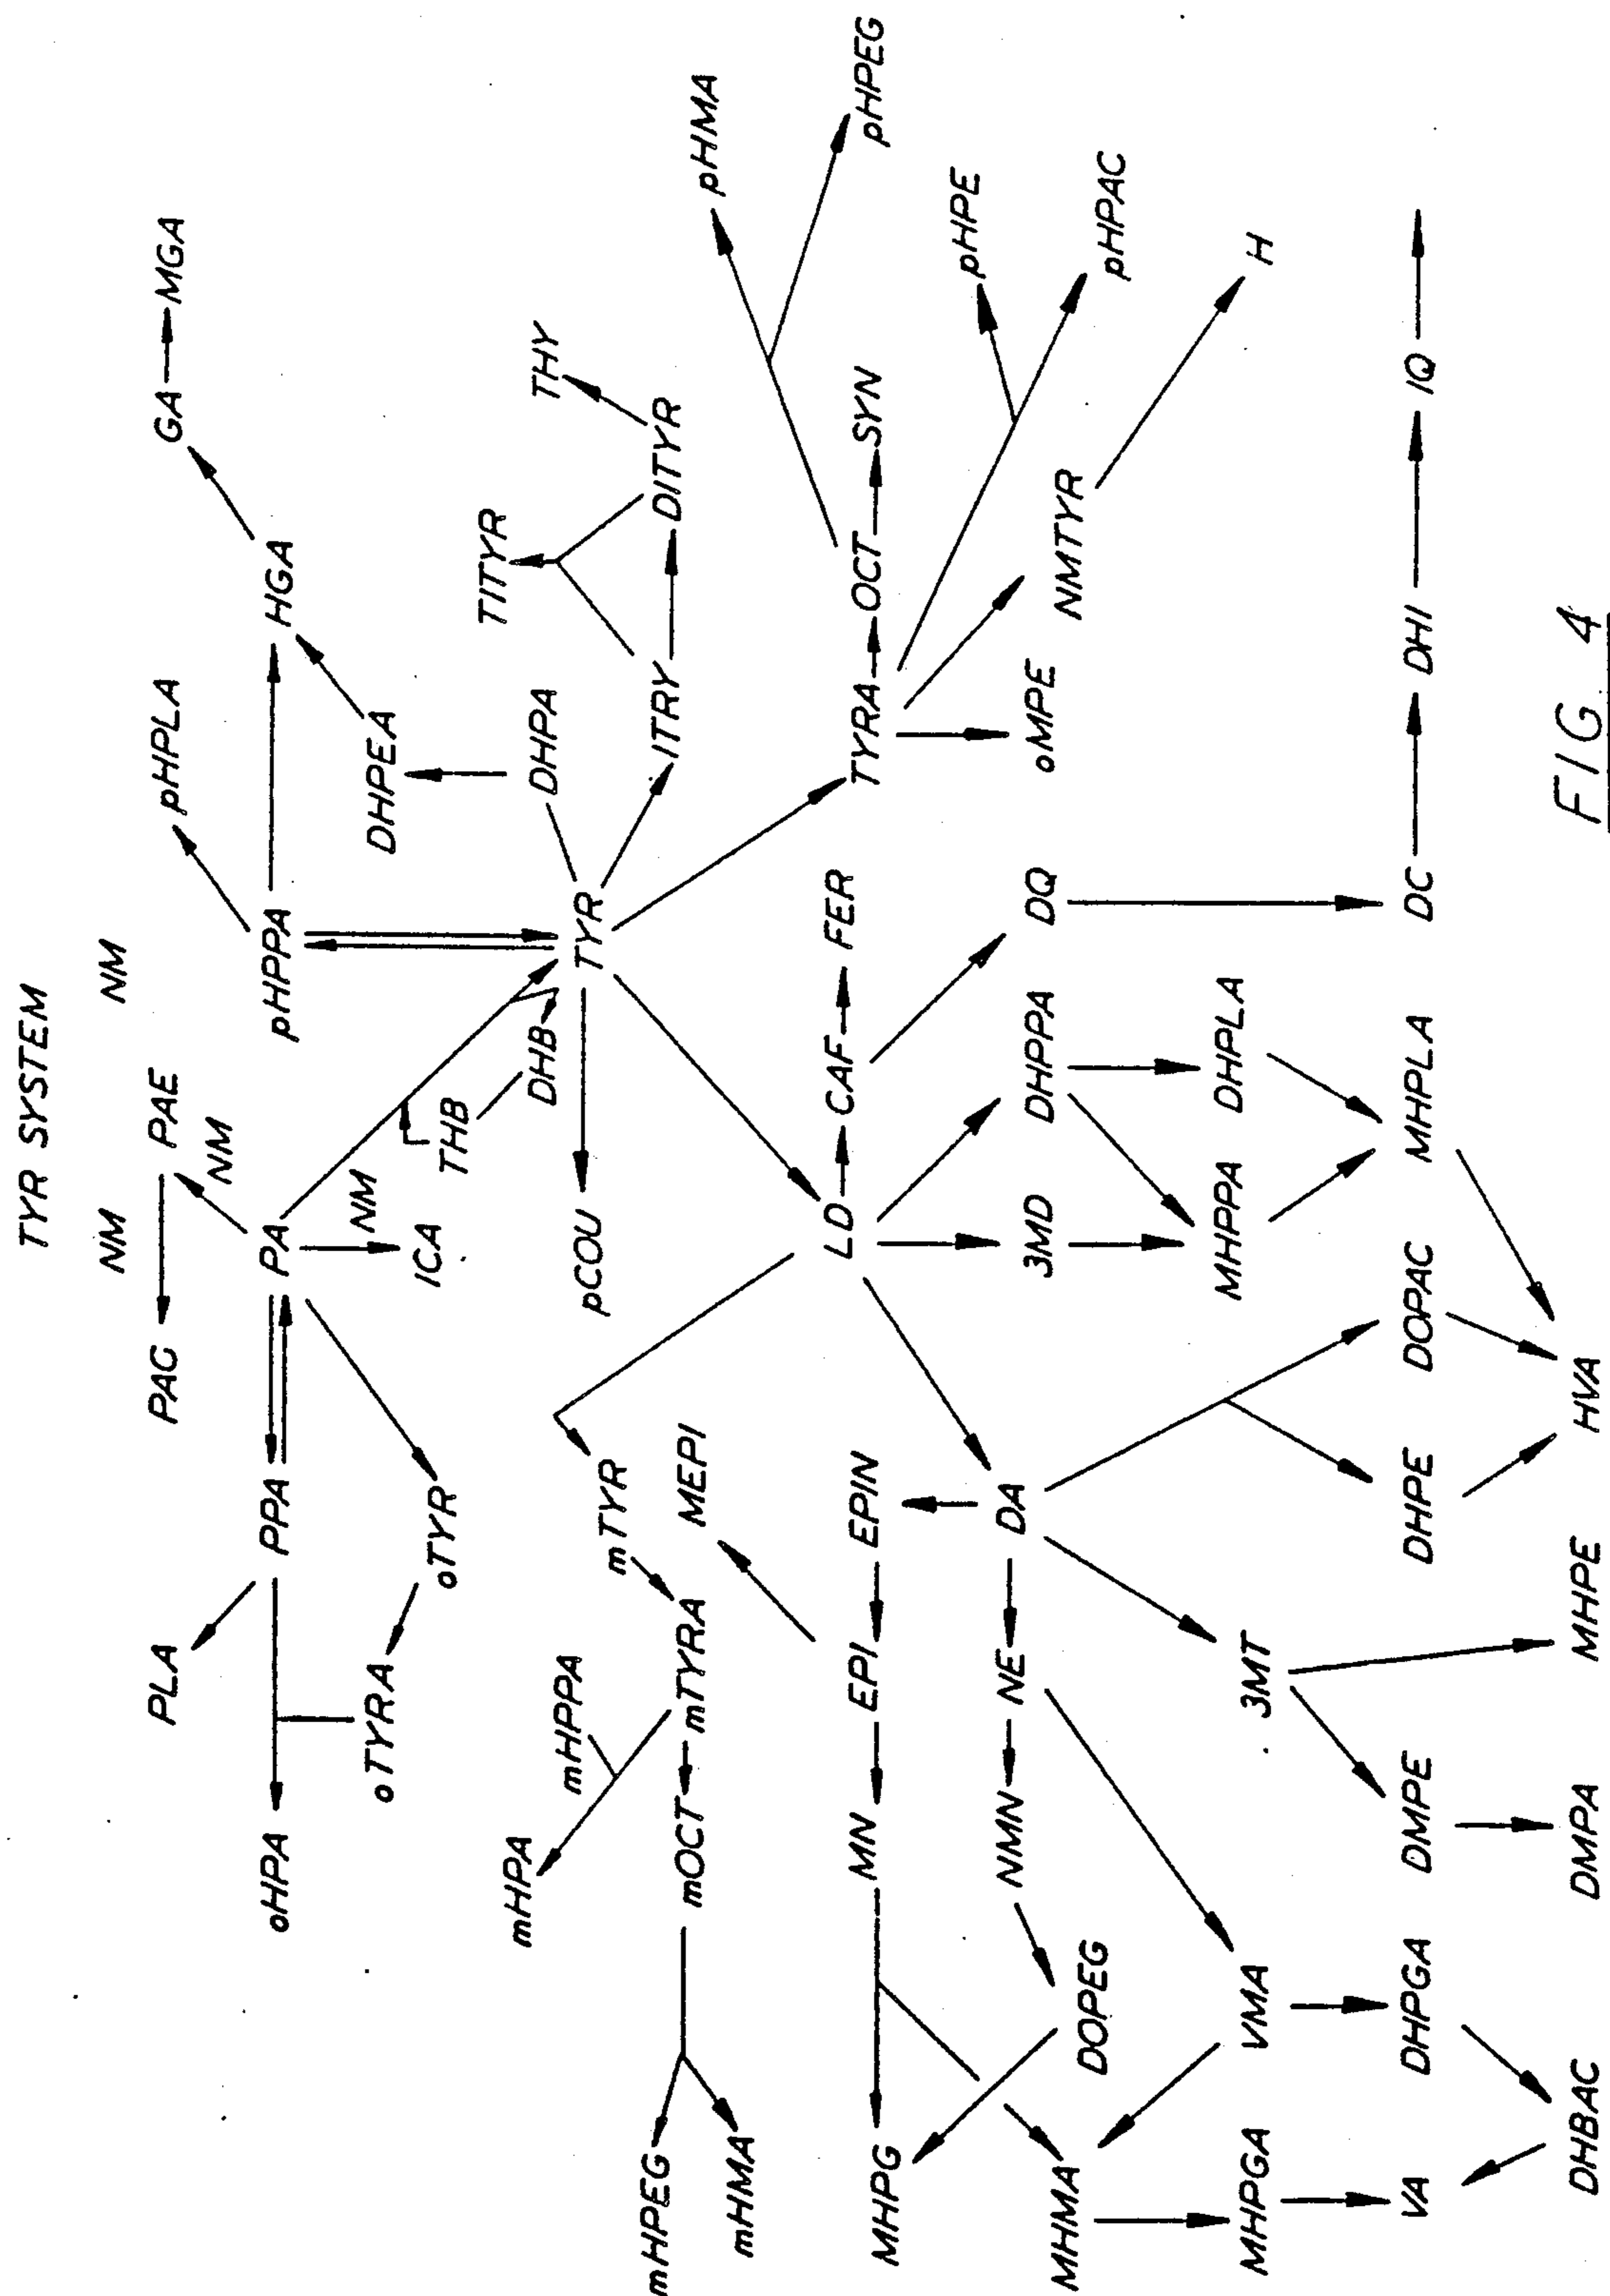 TYR SYSTEM
NM
NM
PAG
PAE
NM
PLA
pHPLA
GA
MGA
oHPA
PPA
PA
pHPPA
HGA
NM
oTYRA
oTYR
ICA
THB
DHPEA
mHPA
mHPPA
DHB
DHPA
TITYR
THY
mTYR
pCOU
TYR
mHPEG
mOCT
mTYRA
MEPI
ITRY
DITYR
pHMA
mHMA
MHPG
MN
EPI
EPIN
LD
CAF
FER
TYRA
OCT
SYN
pHPEG
NMN
NE
DA
pHPE
MHMA
DOPEG
3MD
DHPPA
DQ
oMPE
NMTYR
pHPAC
MHPGA
VMA
3MT
MHPPA
DHPLA
H
VA
DHPGA
DMPE
DHPE
DOPAC
MHPLA
DC
DHI
IQ
DHBAC
DMPA
MHPE
HVA
FIG 4